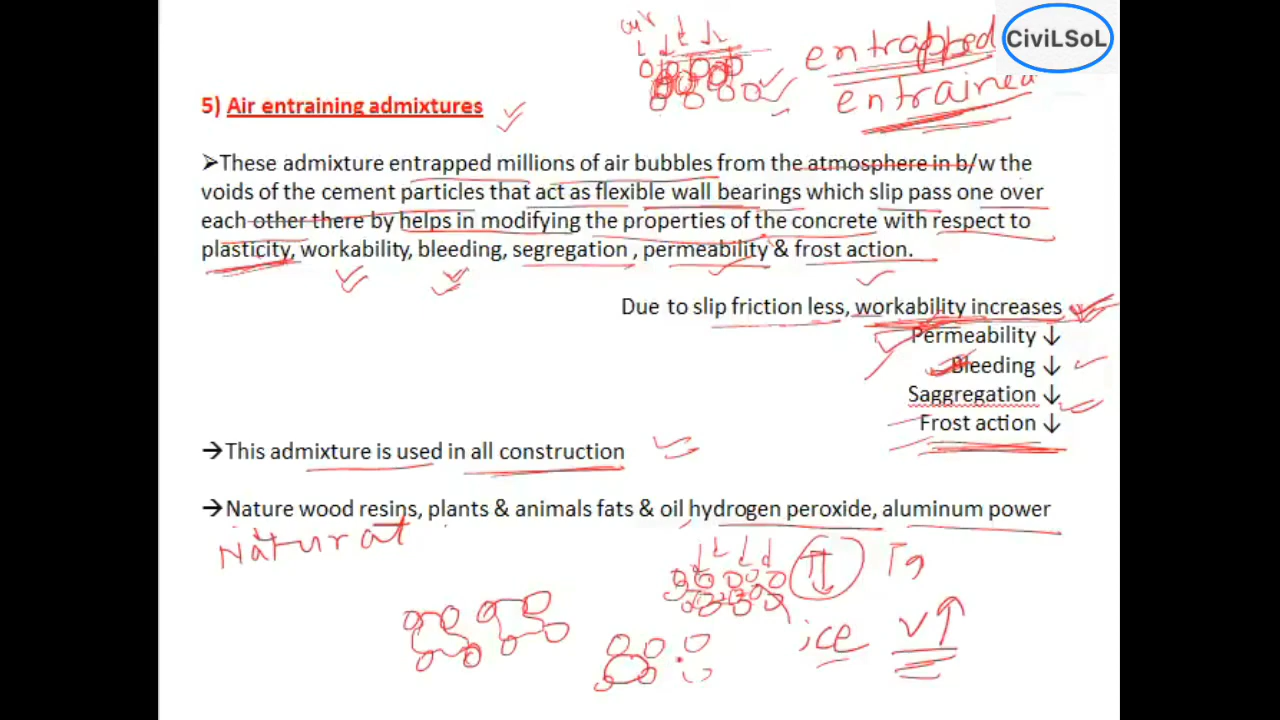 air
entrapped
CiviLSoL
entrained
5) Air entraining admixtures
➢These admixture entrapped millions of air bubbles from the atmosphere in b/w the
voids of the cement particles that act as flexible wall bearings which slip pass one over
each other there by helps in modifying the properties of the concrete with respect to
plasticity, workability, bleeding, segregation , permeability & frost action.
Due to slip friction less, workability increases
Permeability ↓
Bleeding ↓
Saggregation ↓
Frost action ↓
→This admixture is used in all construction
→Nature wood resins, plants & animals fats & oil hydrogen peroxide, aluminum power
Natural
ice V↑